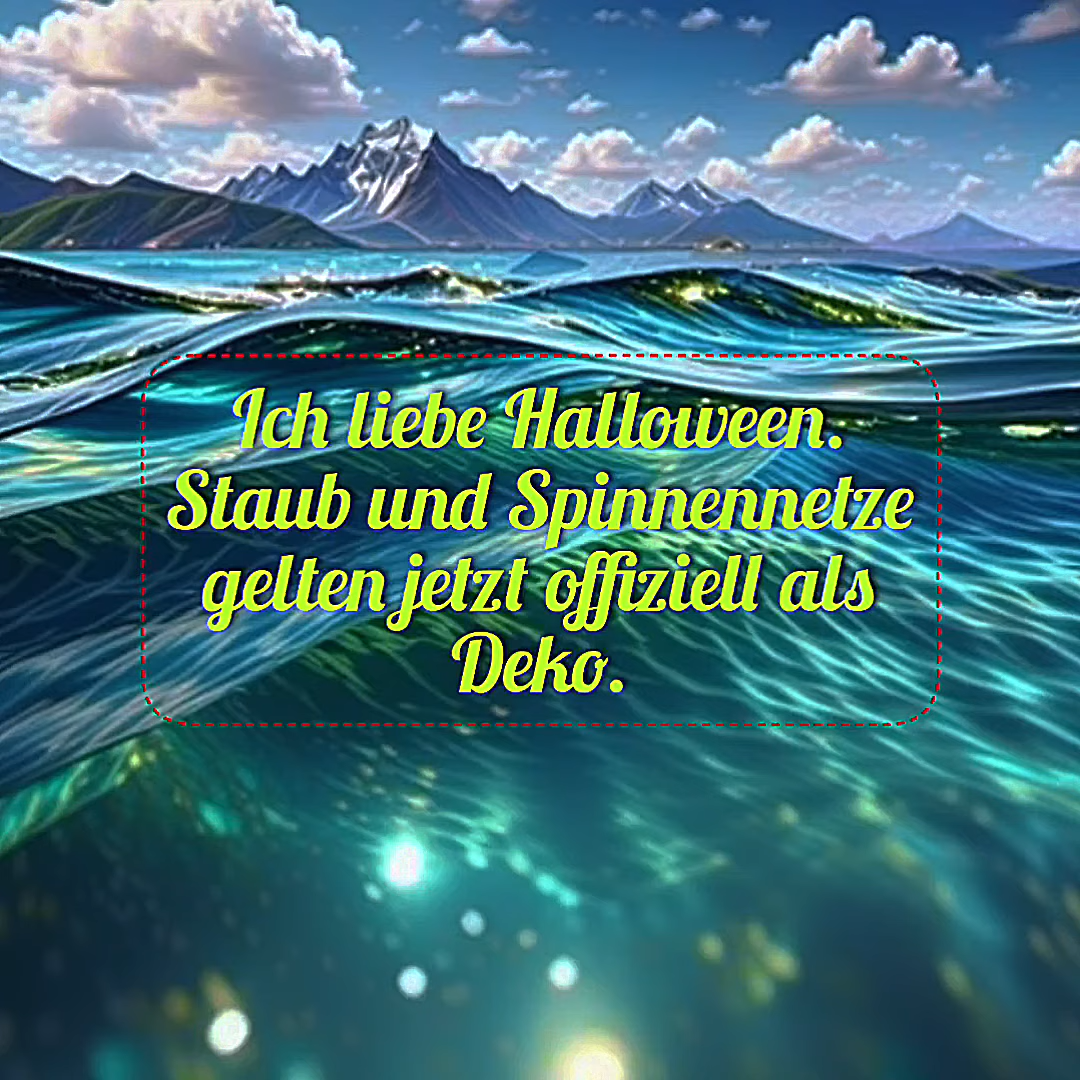 Ich liebe Halloween.
Staub und Spinnennetze
gelten jetzt offiziell als
Deko.